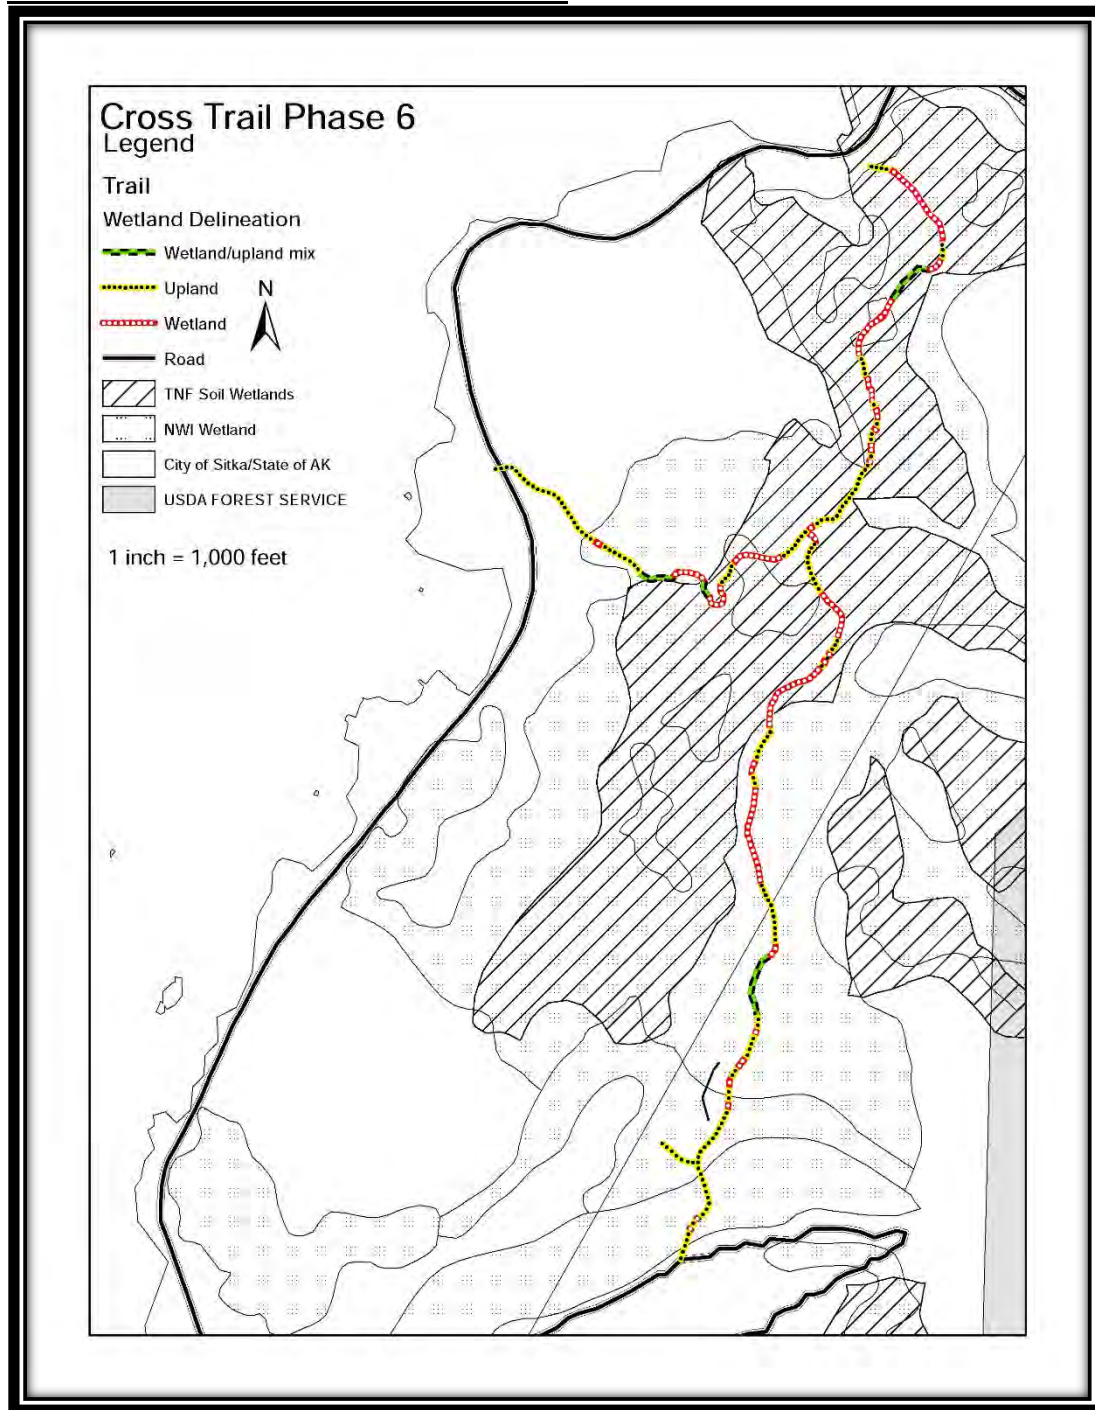 Cross Trail Phase 6
Legend
Trail
Wetland Delineation
Wetland/upland mix
Upland
N
Wetland
Road
TNF Soil Wetlands
NWI Wetland
City of Sitka/State of AK
USDA FOREST SERVICE
1 inch = 1,000 feet